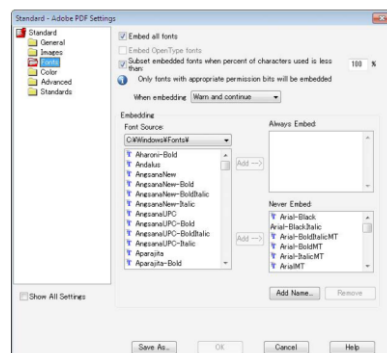 Standard - Adobe PDF Settings
Standard
General
Images
Fonts
Color
Advanced
Standards
Show All Settings
Embed all fonts
Embed OpenType fonts
Subset embedded fonts when percent of characters used is less than:
100 %
Only fonts with appropriate permission bits will be embedded
When embedding Warn and continue
Embedding
Font Source:
C:¥Windows¥Fonts¥
Aharoni-Bold
Andalus
AngsanaNew
AngsanaNew-Bold
AngsanaNew-BoldItalic
AngsanaNew-Italic
AngsanaUPC
AngsanaUPC-Bold
AngsanaUPC-BoldItalic
AngsanaUPC-Italic
Aparajita
Aparajita-Bold
Add -->
Add -->
Always Embed:
Never Embed:
Arial-Black
Arial-BlackItalic
Arial-BoldItalicMT
Arial-BoldMT
Arial-ItalicMT
ArialMT
Add Name...
Remove
Save As...
OK
Cancel
Help